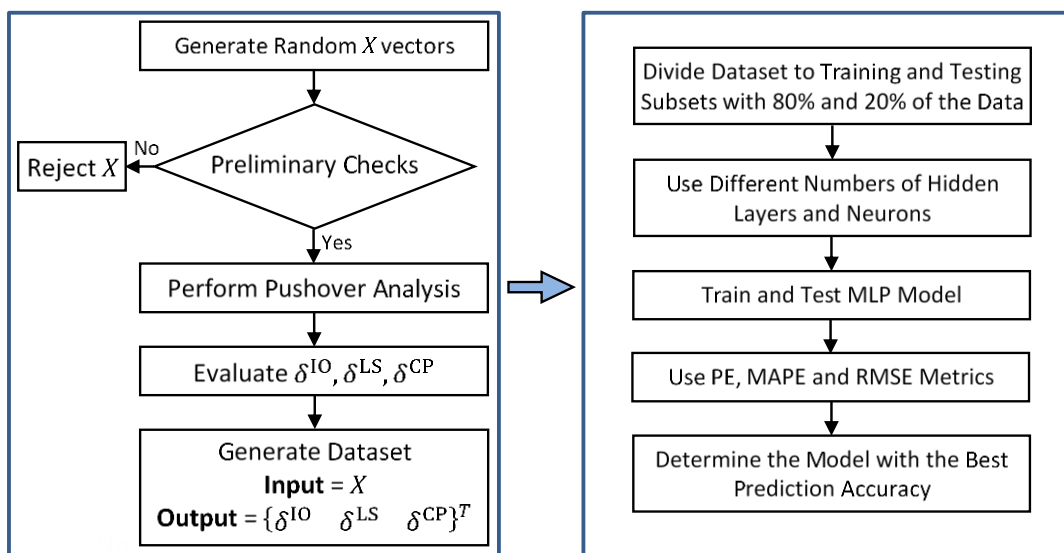 Generate Random X vectors
No
Preliminary Checks
Reject X
Yes
Perform Pushover Analysis
Evaluate δ^IO, δ^LS, δ^CP
Generate Dataset
Input = X
Output = {δ^IO δ^LS δ^CP}^T
Divide Dataset to Training and Testing
Subsets with 80% and 20% of the Data
Use Different Numbers of Hidden
Layers and Neurons
Train and Test MLP Model
Use PE, MAPE and RMSE Metrics
Determine the Model with the Best
Prediction Accuracy